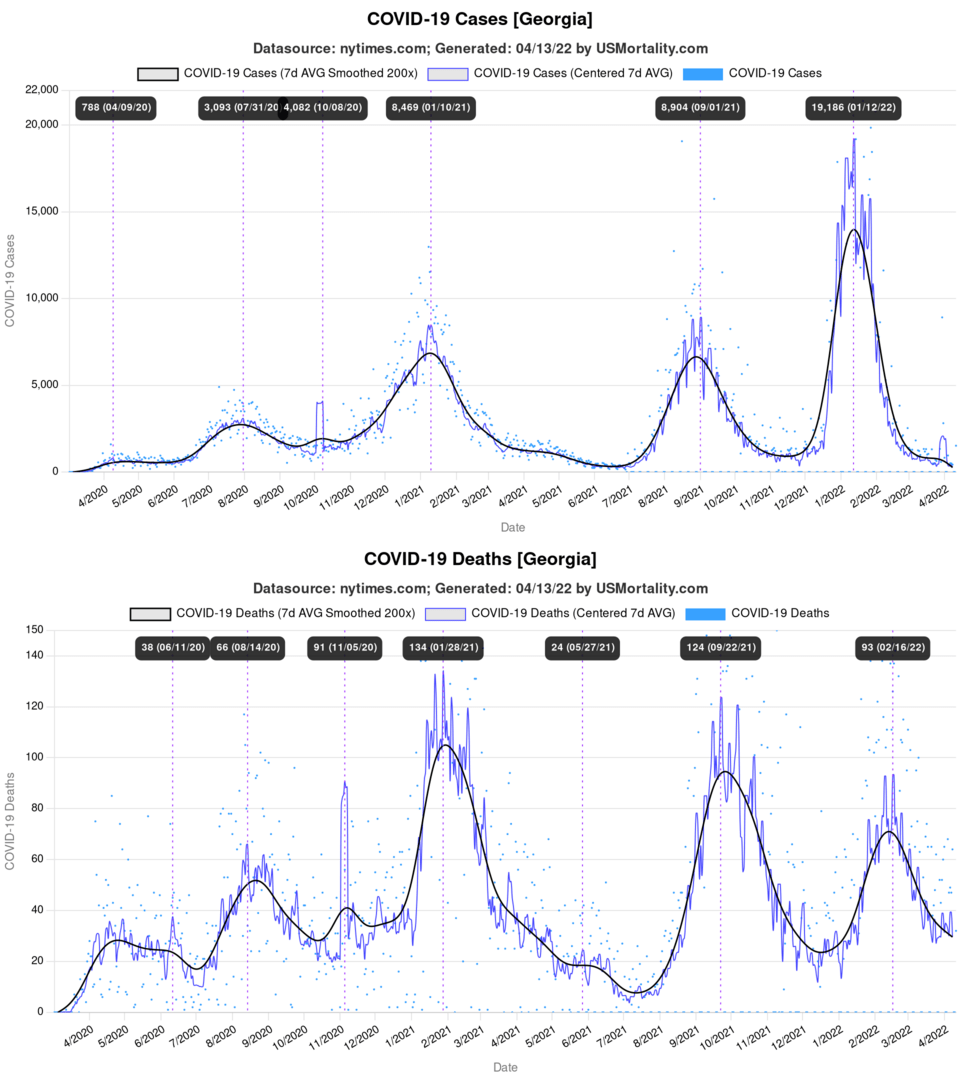 COVID-19 Cases [Georgia]
Datasource: nytimes.com; Generated: 04/13/22 by USMortality.com
COVID-19 Cases (7d AVG Smoothed 200x) COVID-19 Cases (Centered 7d AVG) COVID-19 Cases
22,000
788 (04/09/20) 3,093 (07/31/20 4,082 (10/08/20) 8,469 (01/10/21) 8,904 (09/01/21) 19,186 (01/12/22)
20,000
15,000
10,000
5,000
0
COVID-19 Cases
4/2020 5/2020 6/2020 7/2020 8/2020 9/2020 10/2020 11/2020 12/2020 1/2021 2/2021 3/2021 4/2021 5/2021 6/2021 7/2021 8/2021 9/2021 10/2021 11/2021 12/2021 1/2022 2/2022 3/2022 4/2022
Date
COVID-19 Deaths [Georgia]
Datasource: nytimes.com; Generated: 04/13/22 by USMortality.com
COVID-19 Deaths (7d AVG Smoothed 200x) COVID-19 Deaths (Centered 7d AVG) COVID-19 Deaths
150
38 (06/11/20) 66 (08/14/20) 91 (11/05/20) 134 (01/28/21) 24 (05/27/21) 124 (09/22/21) 93 (02/16/22)
140
120
100
80
60
40
20
0
COVID-19 Deaths
4/2020 5/2020 6/2020 7/2020 8/2020 9/2020 10/2020 11/2020 12/2020 1/2021 2/2021 3/2021 4/2021 5/2021 6/2021 7/2021 8/2021 9/2021 10/2021 11/2021 12/2021 1/2022 2/2022 3/2022 4/2022
Date